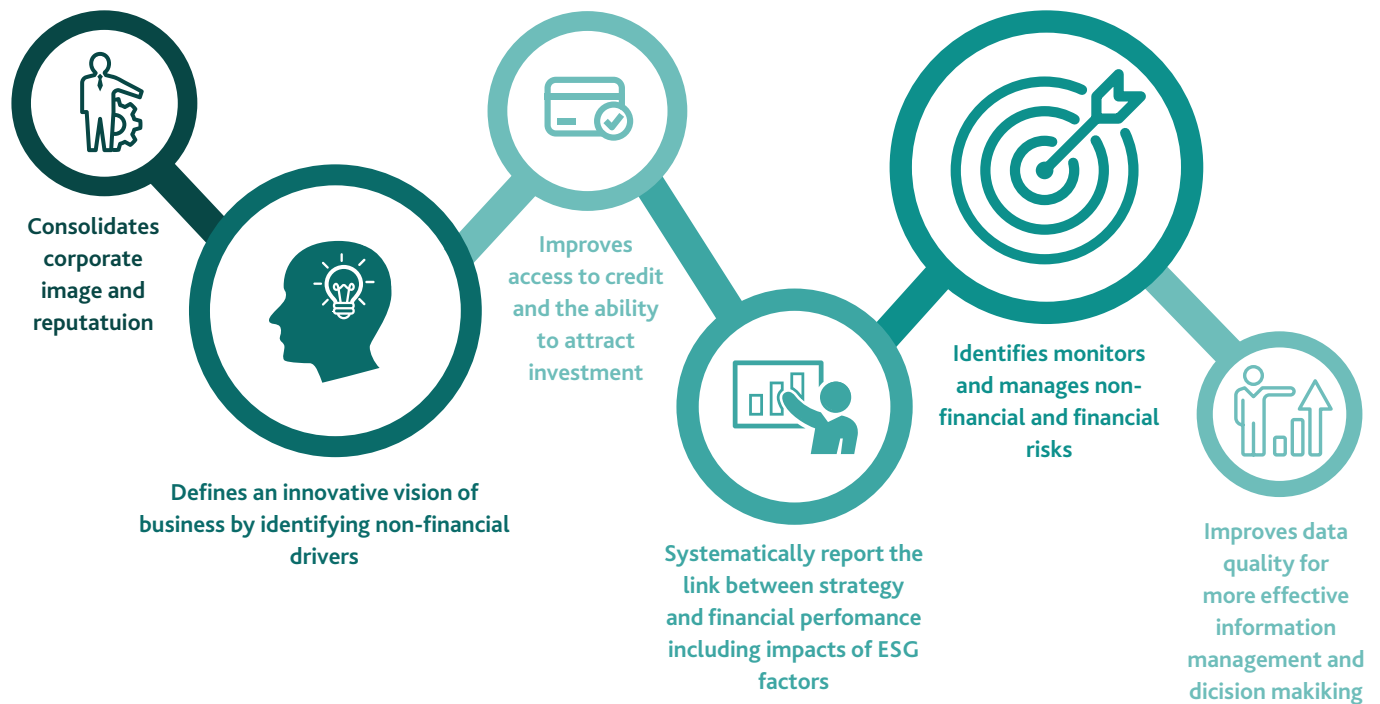 Consolidates
corporate
image and
reputatuion
Defines an innovative vision of
business by identifying non-financial
drivers
Improves
access to credit
and the ability
to attract
investment
Systematically report the
link between strategy
and financial perfomance
including impacts of ESG
factors
Identifies monitors
and manages non-
financial and financial
risks
Improves data
quality for
more effective
information
management and
dicision makiking